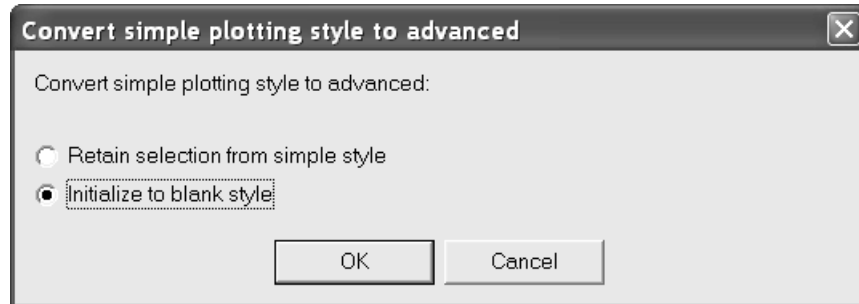 Convert simple plotting style to advanced
Convert simple plotting style to advanced:
Retain selection from simple style
Initialize to blank style
OK Cancel